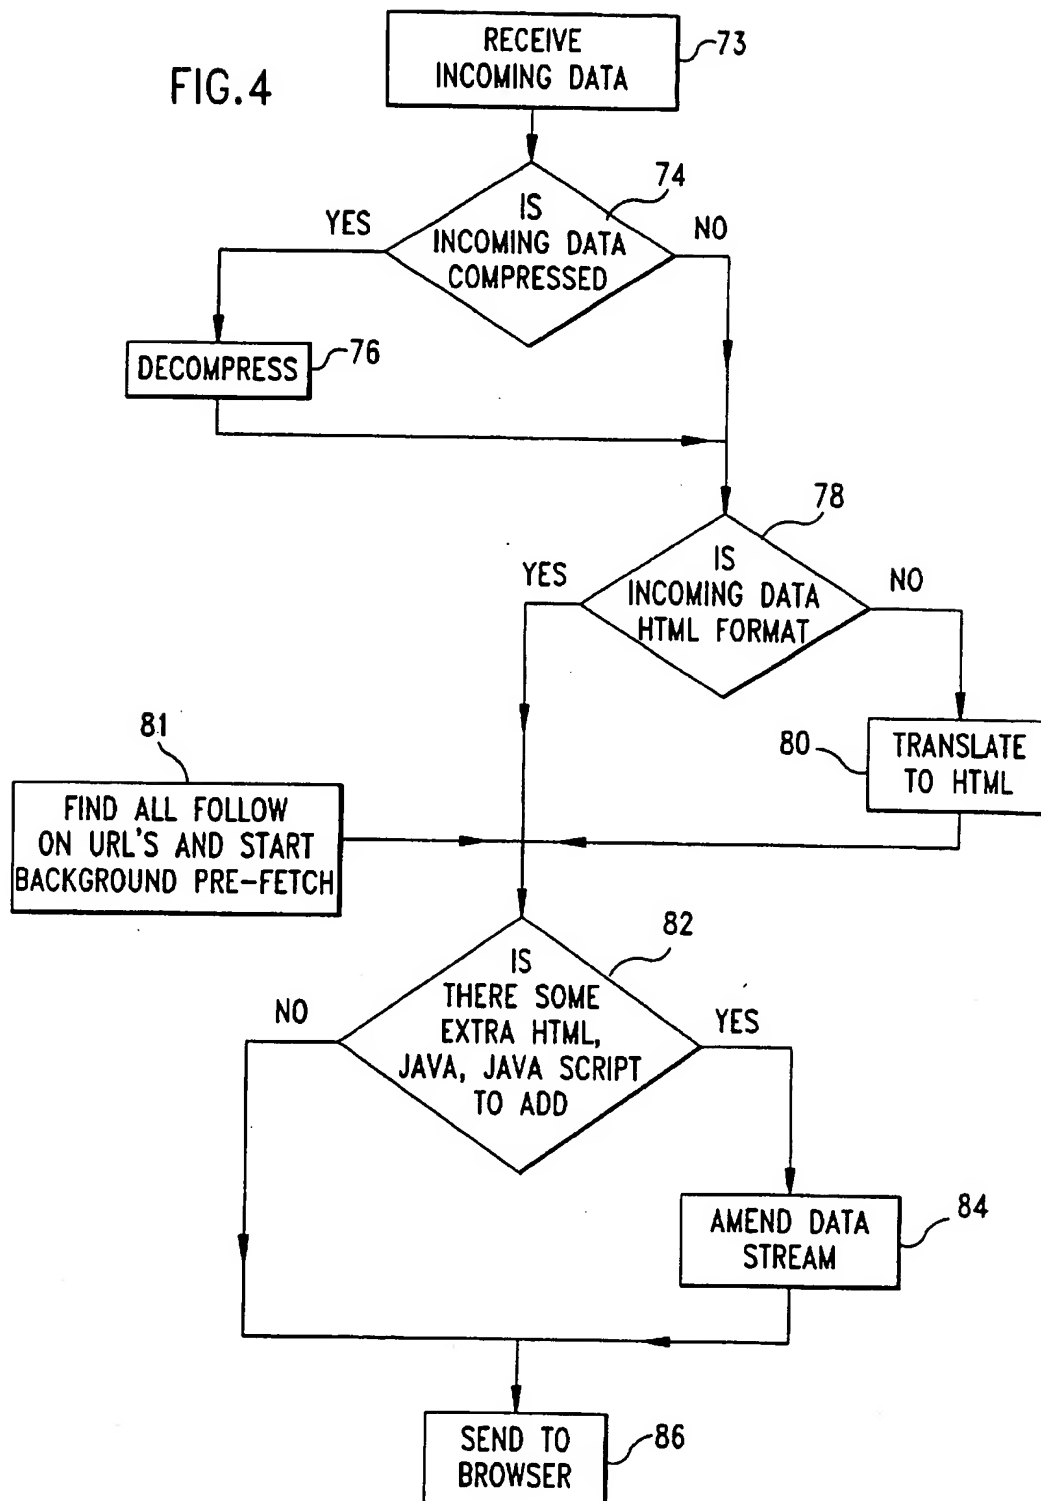 FIG.4
RECEIVE
INCOMING DATA
73
74
IS
INCOMING DATA
COMPRESSED
YES
NO
DECOMPRESS
76
78
IS
INCOMING DATA
HTML FORMAT
YES
NO
81
FIND ALL FOLLOW
ON URL'S AND START
BACKGROUND PRE-FETCH
80
TRANSLATE
TO HTML
82
IS
THERE SOME
EXTRA HTML,
JAVA, JAVA SCRIPT
TO ADD
NO
YES
AMEND DATA
STREAM
84
SEND TO
BROWSER
86